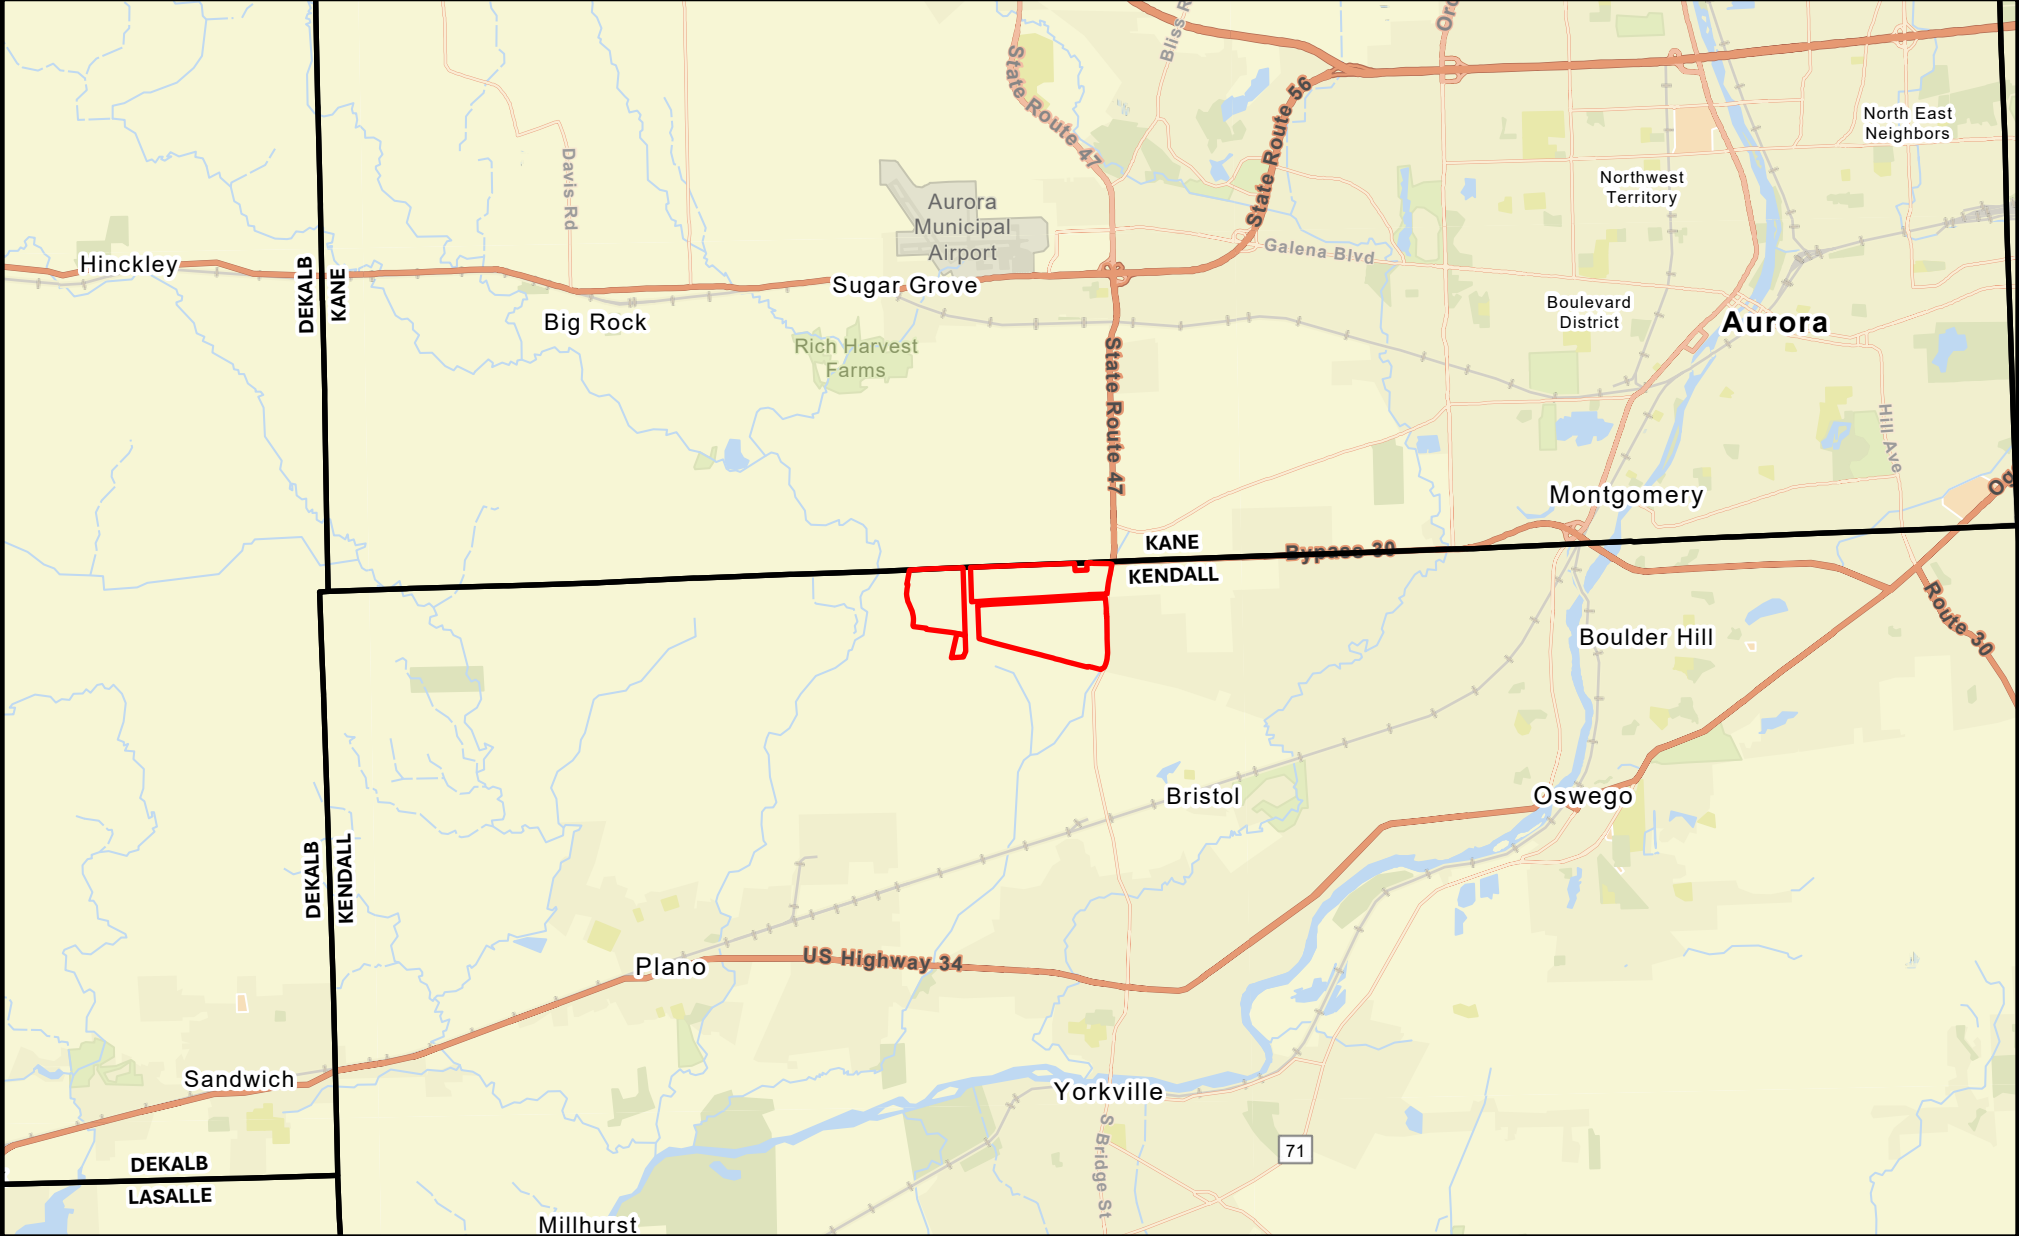 State Route 47
Bliss R
Ord
State Route 56
North East
Neighbors
Davis Rd
Northwest
Territory
Aurora
Municipal
Airport
Galena Blvd
Hinckley
DEKALB
KANE
Sugar Grove
Big Rock
Boulevard
District
Aurora
Rich Harvest
Farms
State Route 47
Hill Ave
Montgomery
Og
KANE
Bypass 30
KENDALL
Route 30
Boulder Hill
Bristol
Oswego
DEKALB
KENDALL
US Highway 34
Plano
Sandwich
Yorkville
S Bridge St
71
DEKALB
LASALLE
Millhurst